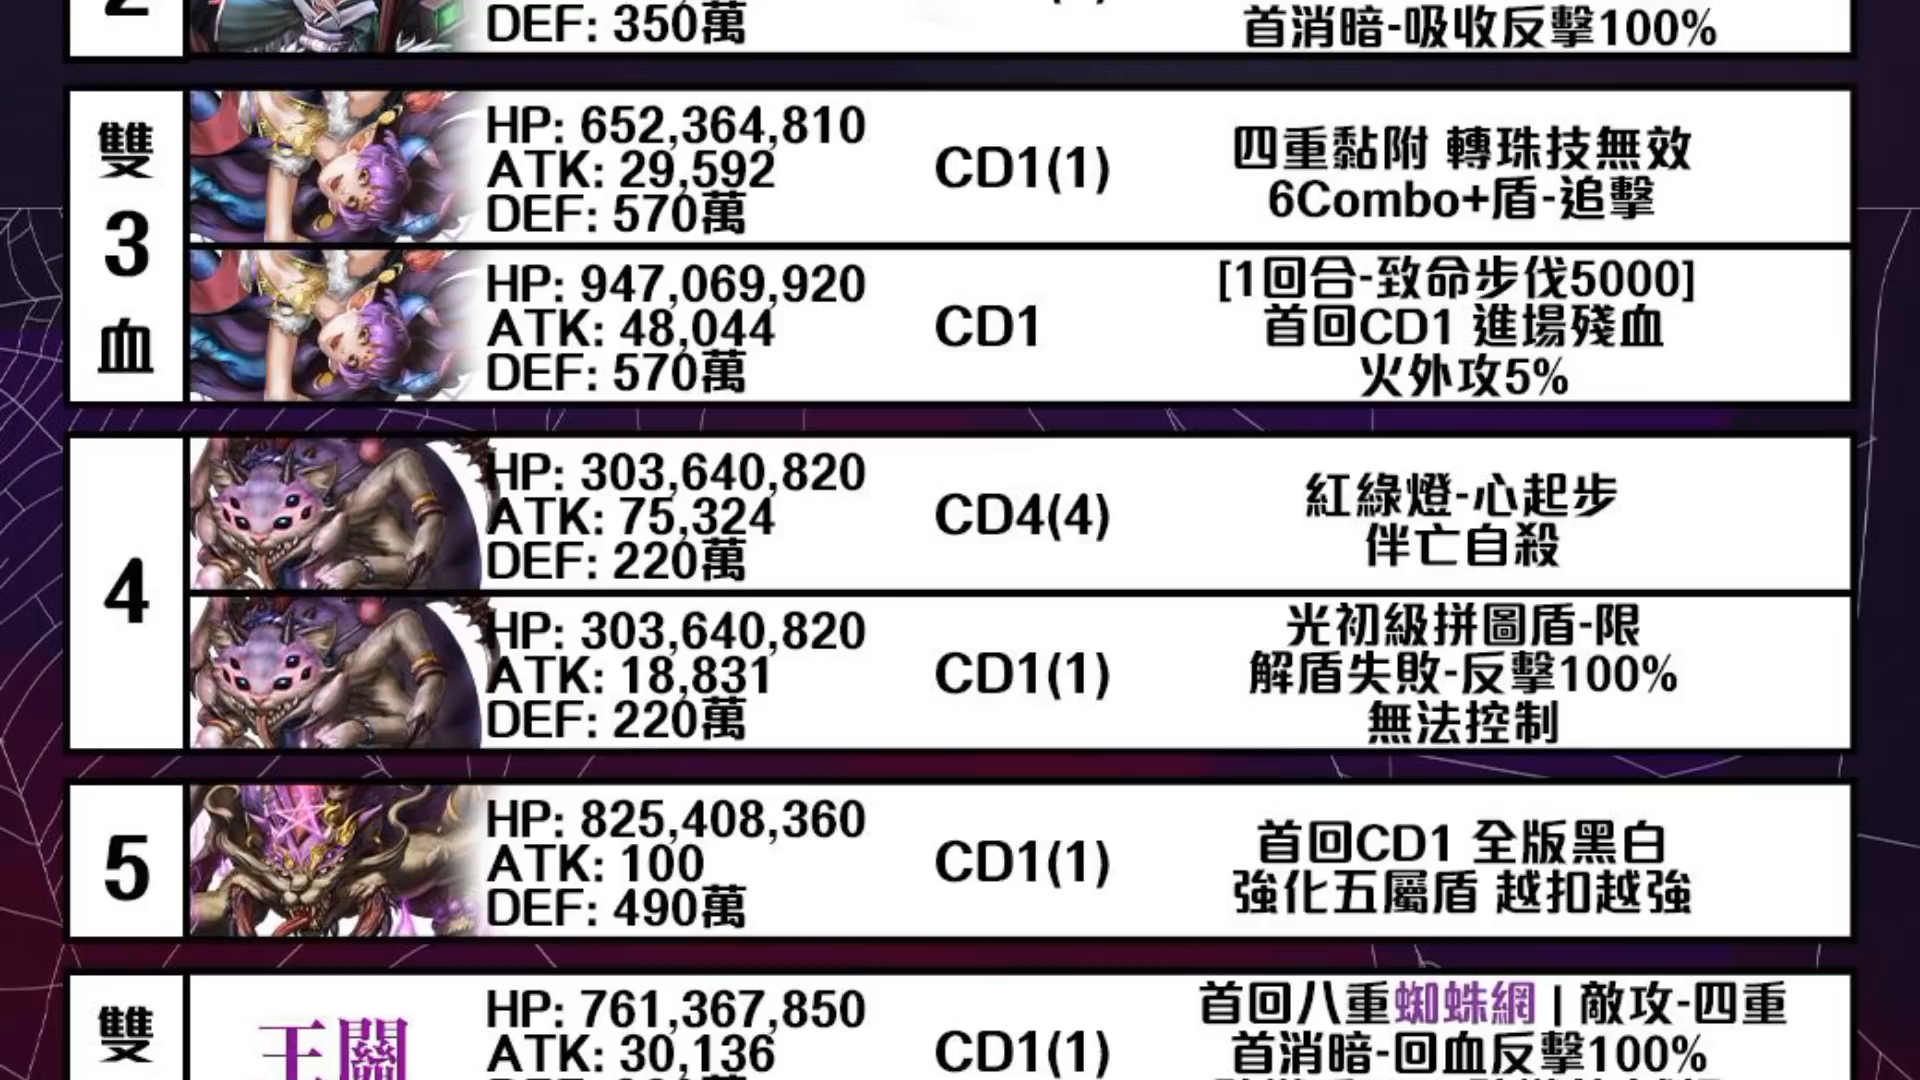 2
DEF: 350萬
首消暗-吸收反擊100%
雙
3
血
HP: 652,364,810
ATK: 29,592
DEF: 570萬
CD1(1)
四重黏附 轉珠技無效
6Combo+盾-追擊
HP: 947,069,920
ATK: 48,044
DEF: 570萬
CD1
[1回合-致命步伐5000]
首回CD1 進場殘血
火外攻5%
4
HP: 303,640,820
ATK: 75,324
DEF: 220萬
CD4(4)
紅綠燈-心起步
伴亡自殺
HP: 303,640,820
ATK: 18,831
DEF: 220萬
CD1(1)
光初級拼圖盾-限
解盾失敗-反擊100%
無法控制
5
HP: 825,408,360
ATK: 100
DEF: 490萬
CD1(1)
首回CD1 全版黑白
強化五屬盾 越扣越強
雙
王關
HP: 761,367,850
ATK: 30,136
CD1(1)
首回八重蜘蛛網 | 敵攻-四重
首消暗-回血反擊100%